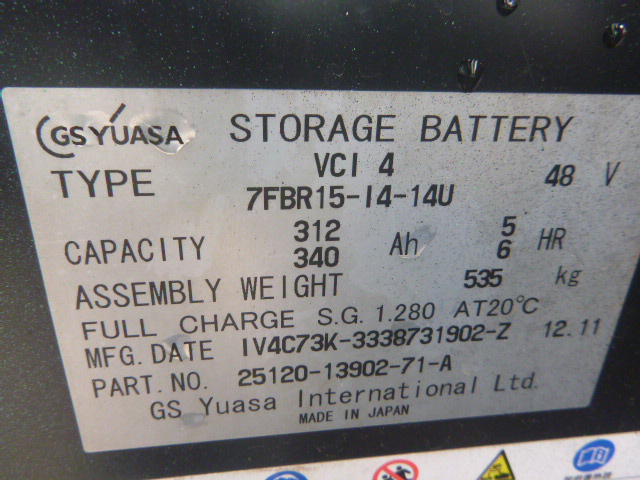 GS YUASA STORAGE BATTERY
TYPE VCI 4 48 V
7FBR15-I4-14U
CAPACITY 312 Ah 5 HR
340 6
ASSEMBLY WEIGHT 535 kg
FULL CHARGE S.G. 1.280 AT20℃
MFG. DATE IV4C73K-3338731902-Z 12.11
PART. NO. 25120-13902-71-A
GS Yuasa International Ltd.
MADE IN JAPAN